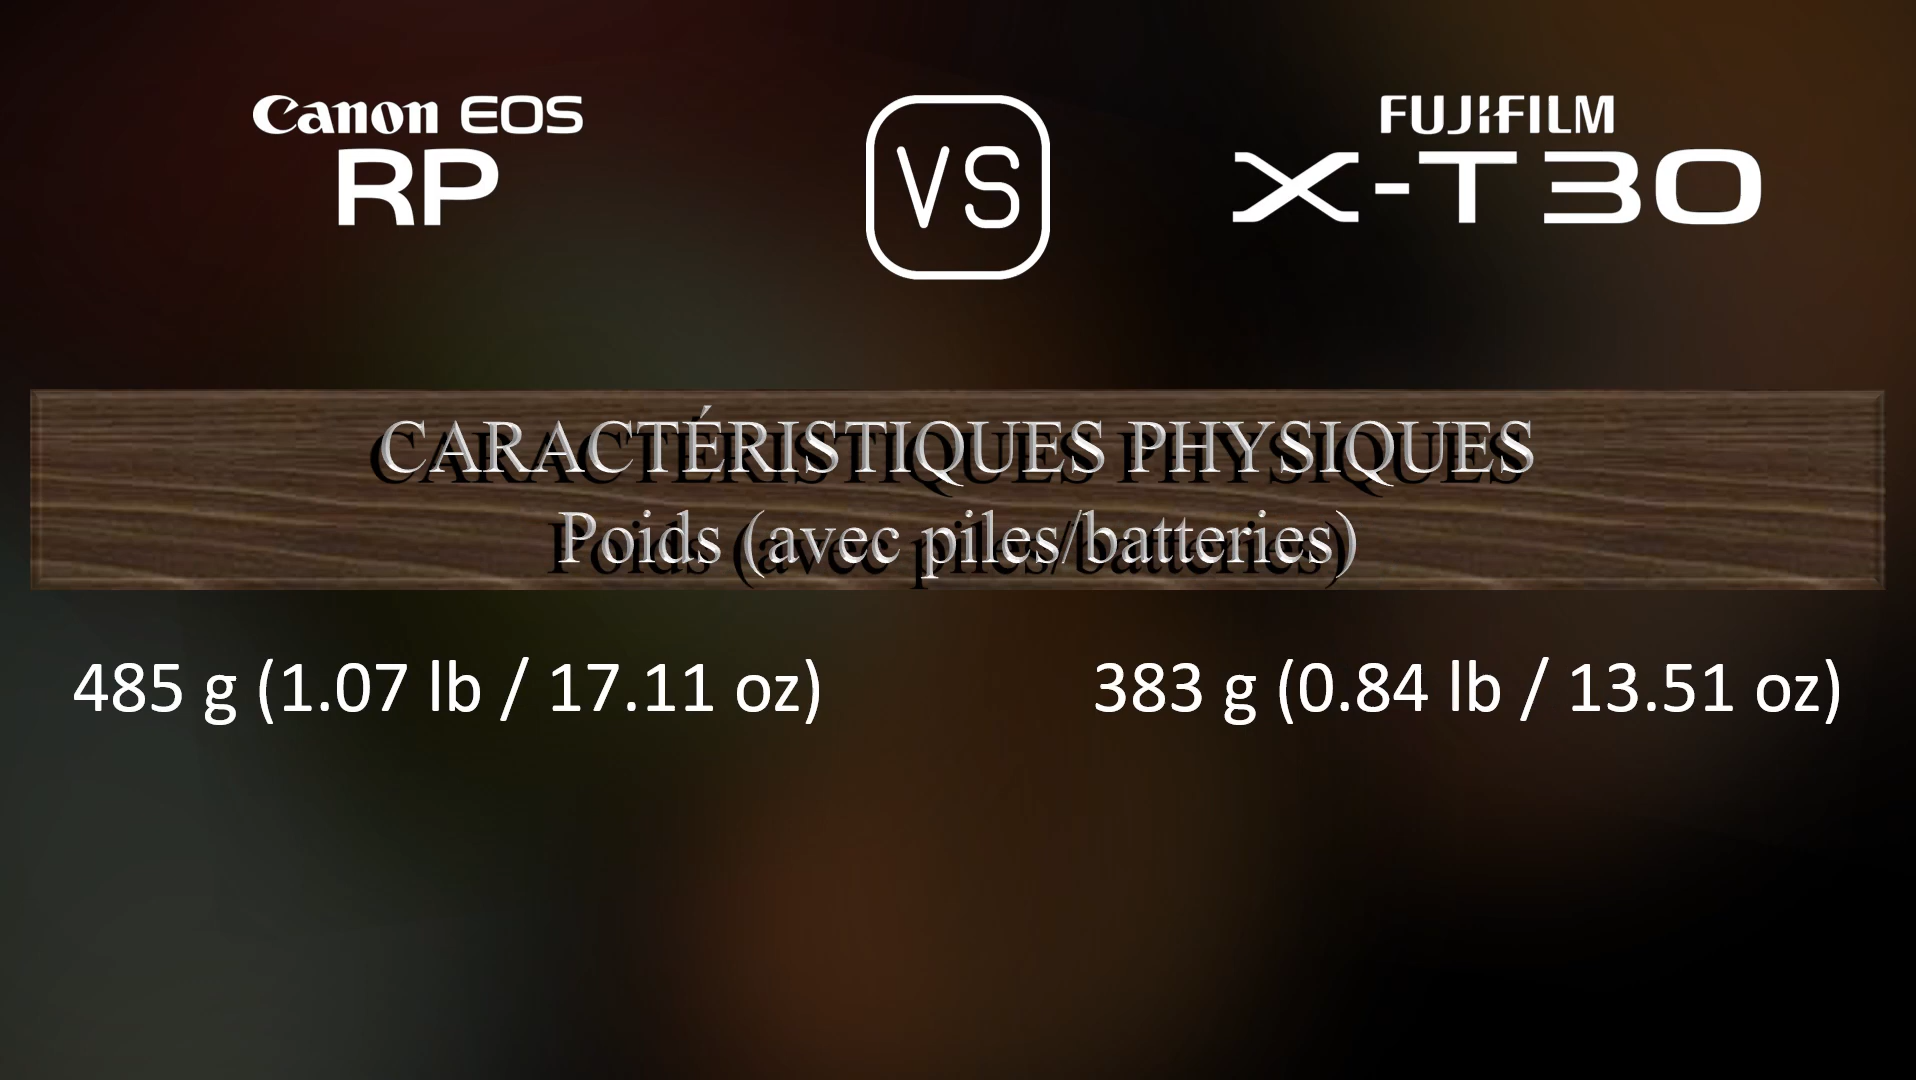 Canon EOS
RP
VS
FUJIFILM
X-T30
CARACTÉRISTIQUES PHYSIQUES
Poids (avec piles/batteries)
485 g (1.07 lb / 17.11 oz)
383 g (0.84 lb / 13.51 oz)